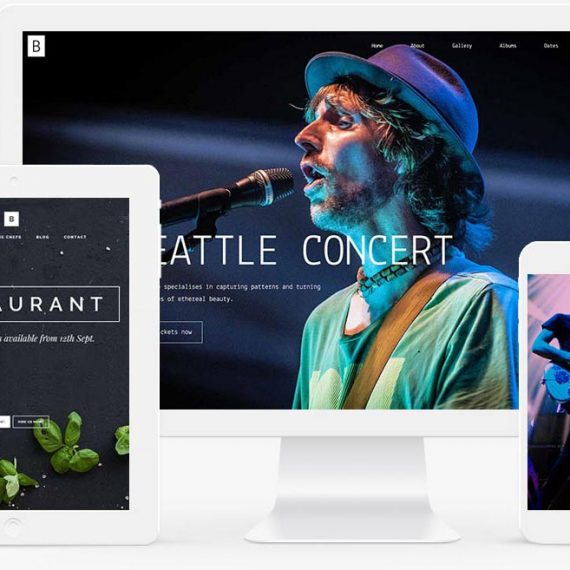 B
Home About Gallery Albums Dates
EATTLE CONCERT
specialises in capturing patterns and turning
es of ethereal beauty.
ckets now
B
CHEFS BLOG CONTACT
AURANT
available from 12th Sept.
FIND US NOW